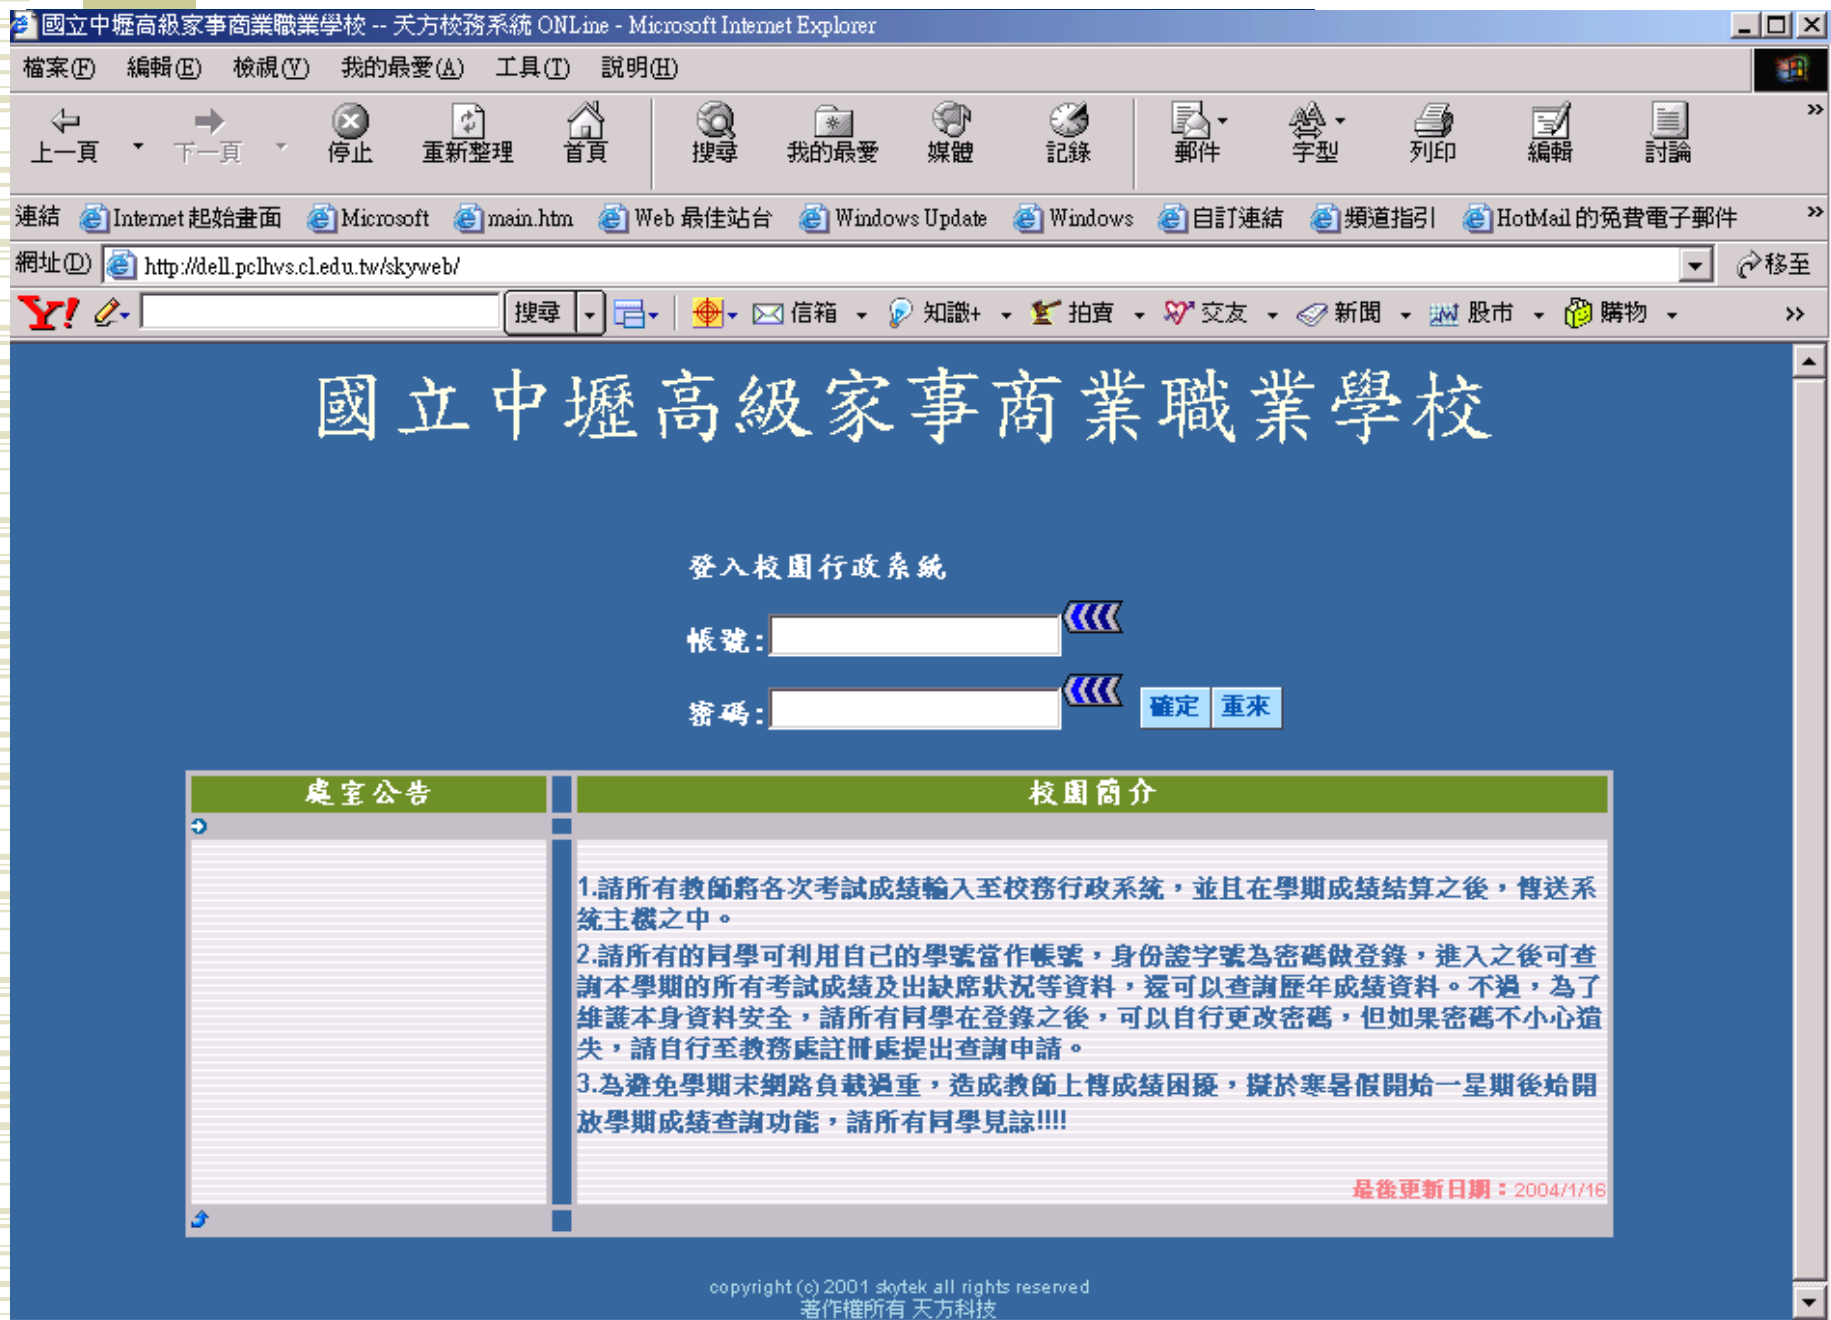 國立中壢高級家事商業職業學校 -- 天方校務系統 ONLine - Microsoft Internet Explorer
檔案(F) 編輯(E) 檢視(V) 我的最愛(A) 工具(T) 說明(H)
上一頁 下一頁 停止 重新整理 首頁 搜尋 我的最愛 媒體 記錄 郵件 字型 列印 編輯 討論 »
連結 Internet 起始畫面 Microsoft main.htm Web 最佳站台 Windows Update Windows 自訂連結 頻道指引 HotMail 的免費電子郵件 »
網址(D) http://dell.pclhvs.cl.edu.tw/skyweb/ 移至
Y! 搜尋 信箱 知識+ 拍賣 交友 新聞 股市 購物 »
國立中壢高級家事商業職業學校
登入校園行政系統
帳號:
密碼: 確定 重來
處室公告 校園簡介
1.請所有教師將各次考試成績輸入至校務行政系統，並且在學期成績結算之後，傳送系
統主機之中。
2.請所有的同學可利用自己的學號當作帳號，身份證字號為密碼做登錄，進入之後可查
詢本學期的所有考試成績及出缺席狀況等資料，還可以查詢歷年成績資料。不過，為了
維護本身資料安全，請所有同學在登錄之後，可以自行更改密碼，但如果密碼不小心遺
失，請自行至教務處註冊處提出查詢申請。
3.為避免學期末網路負載過重，造成教師上傳成績困擾，擬於寒暑假開始一星期後始開
放學期成績查詢功能，請所有同學見諒!!!!
最後更新日期：2004/1/16
copyright (c) 2001 skytek all rights reserved
著作權所有 天方科技